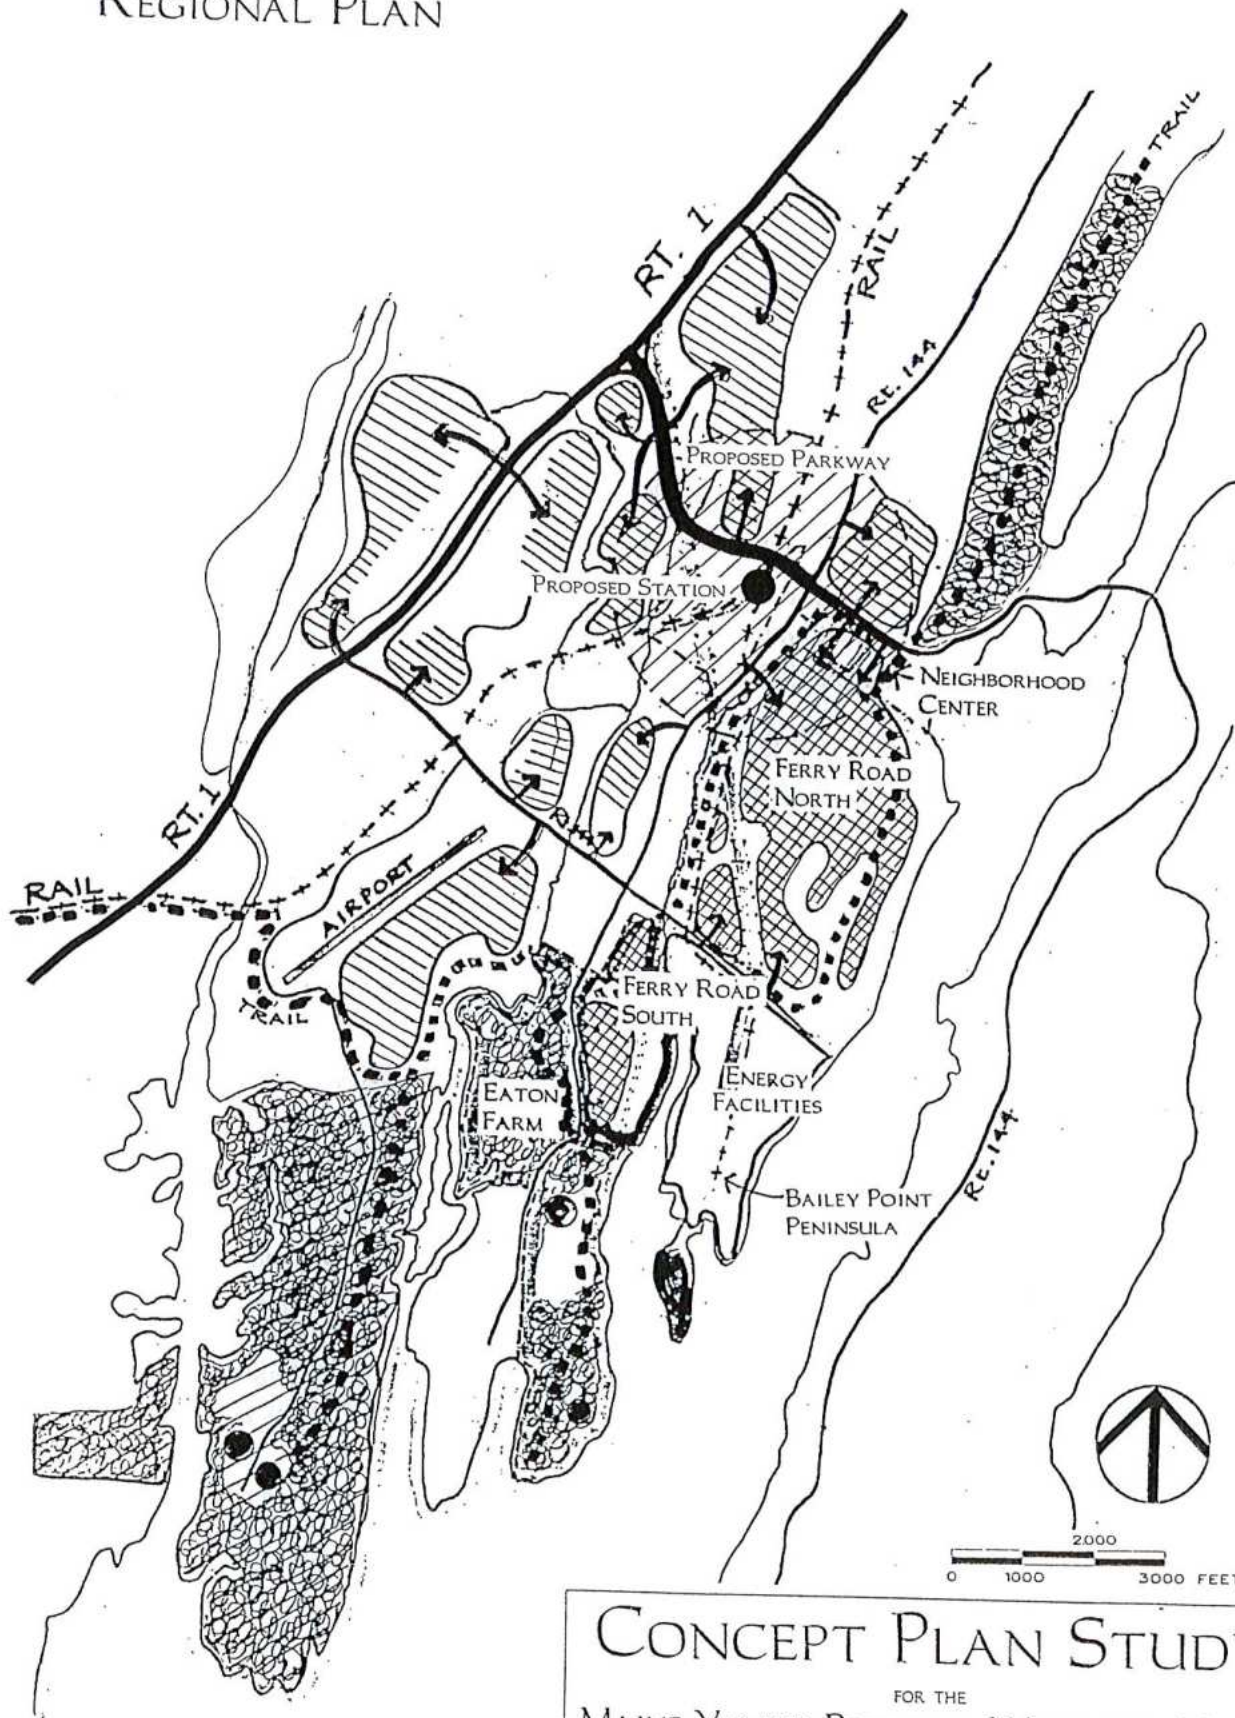 REGIONAL PLAN
TRAIL
RT. 1
RAIL
Rt. 144
PROPOSED PARKWAY
PROPOSED STATION
NEIGHBORHOOD
CENTER
FERRY ROAD
NORTH
RT. 1
RAIL
AIRPORT
TRAIL
FERRY ROAD
SOUTH
EATON
FARM
ENERGY
FACILITIES
Rt. 144
BAILEY POINT
PENINSULA
2000
0 1000 3000 FEET
CONCEPT PLAN STUD
FOR THE